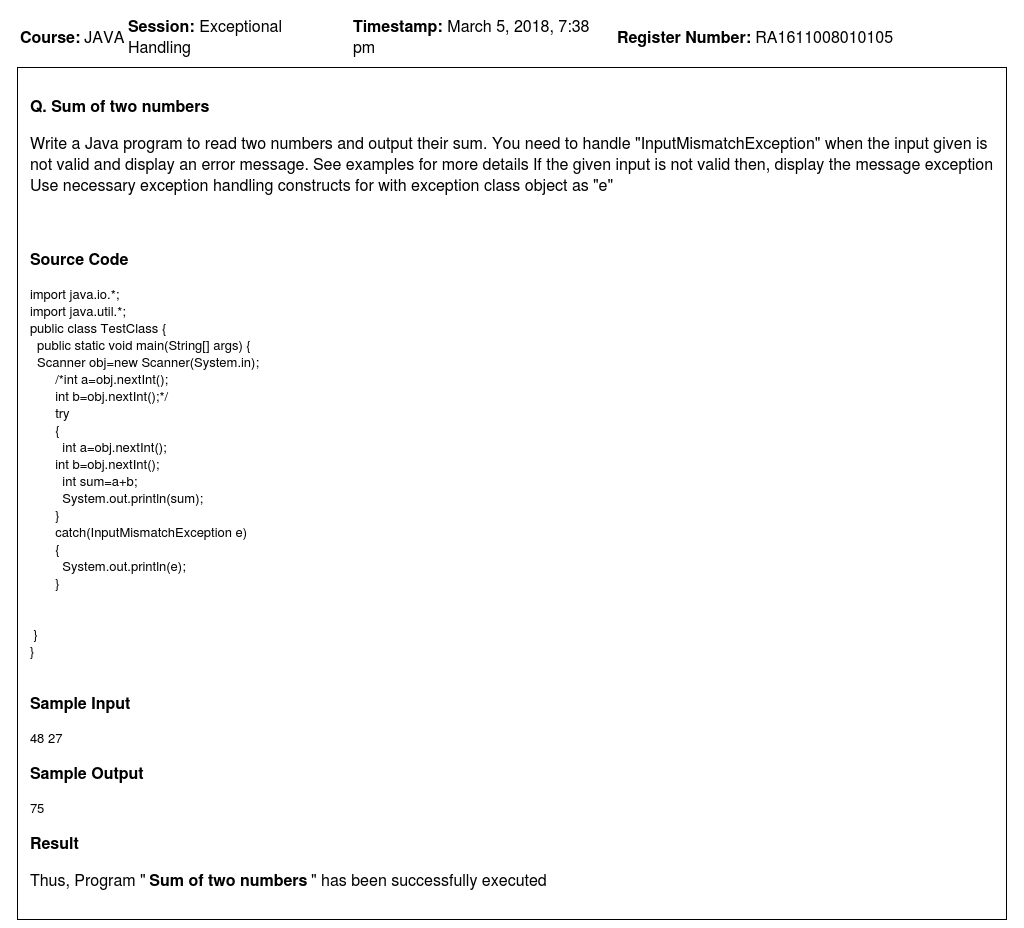 Course: JAVA Session: Exceptional Handling Timestamp: March 5, 2018, 7:38 pm Register Number: RA1611008010105
Q. Sum of two numbers
Write a Java program to read two numbers and output their sum. You need to handle "InputMismatchException" when the input given is
not valid and display an error message. See examples for more details If the given input is not valid then, display the message exception
Use necessary exception handling constructs for with exception class object as "e"
Source Code
import java.io.*;
import java.util.*;
public class TestClass {
public static void main(String[] args) {
Scanner obj=new Scanner(System.in);
/*int a=obj.nextInt();
int b=obj.nextInt();*/
try
{
int a=obj.nextInt();
int b=obj.nextInt();
int sum=a+b;
System.out.println(sum);
}
catch(InputMismatchException e)
{
System.out.println(e);
}
}
}
Sample Input
48 27
Sample Output
75
Result
Thus, Program " Sum of two numbers " has been successfully executed